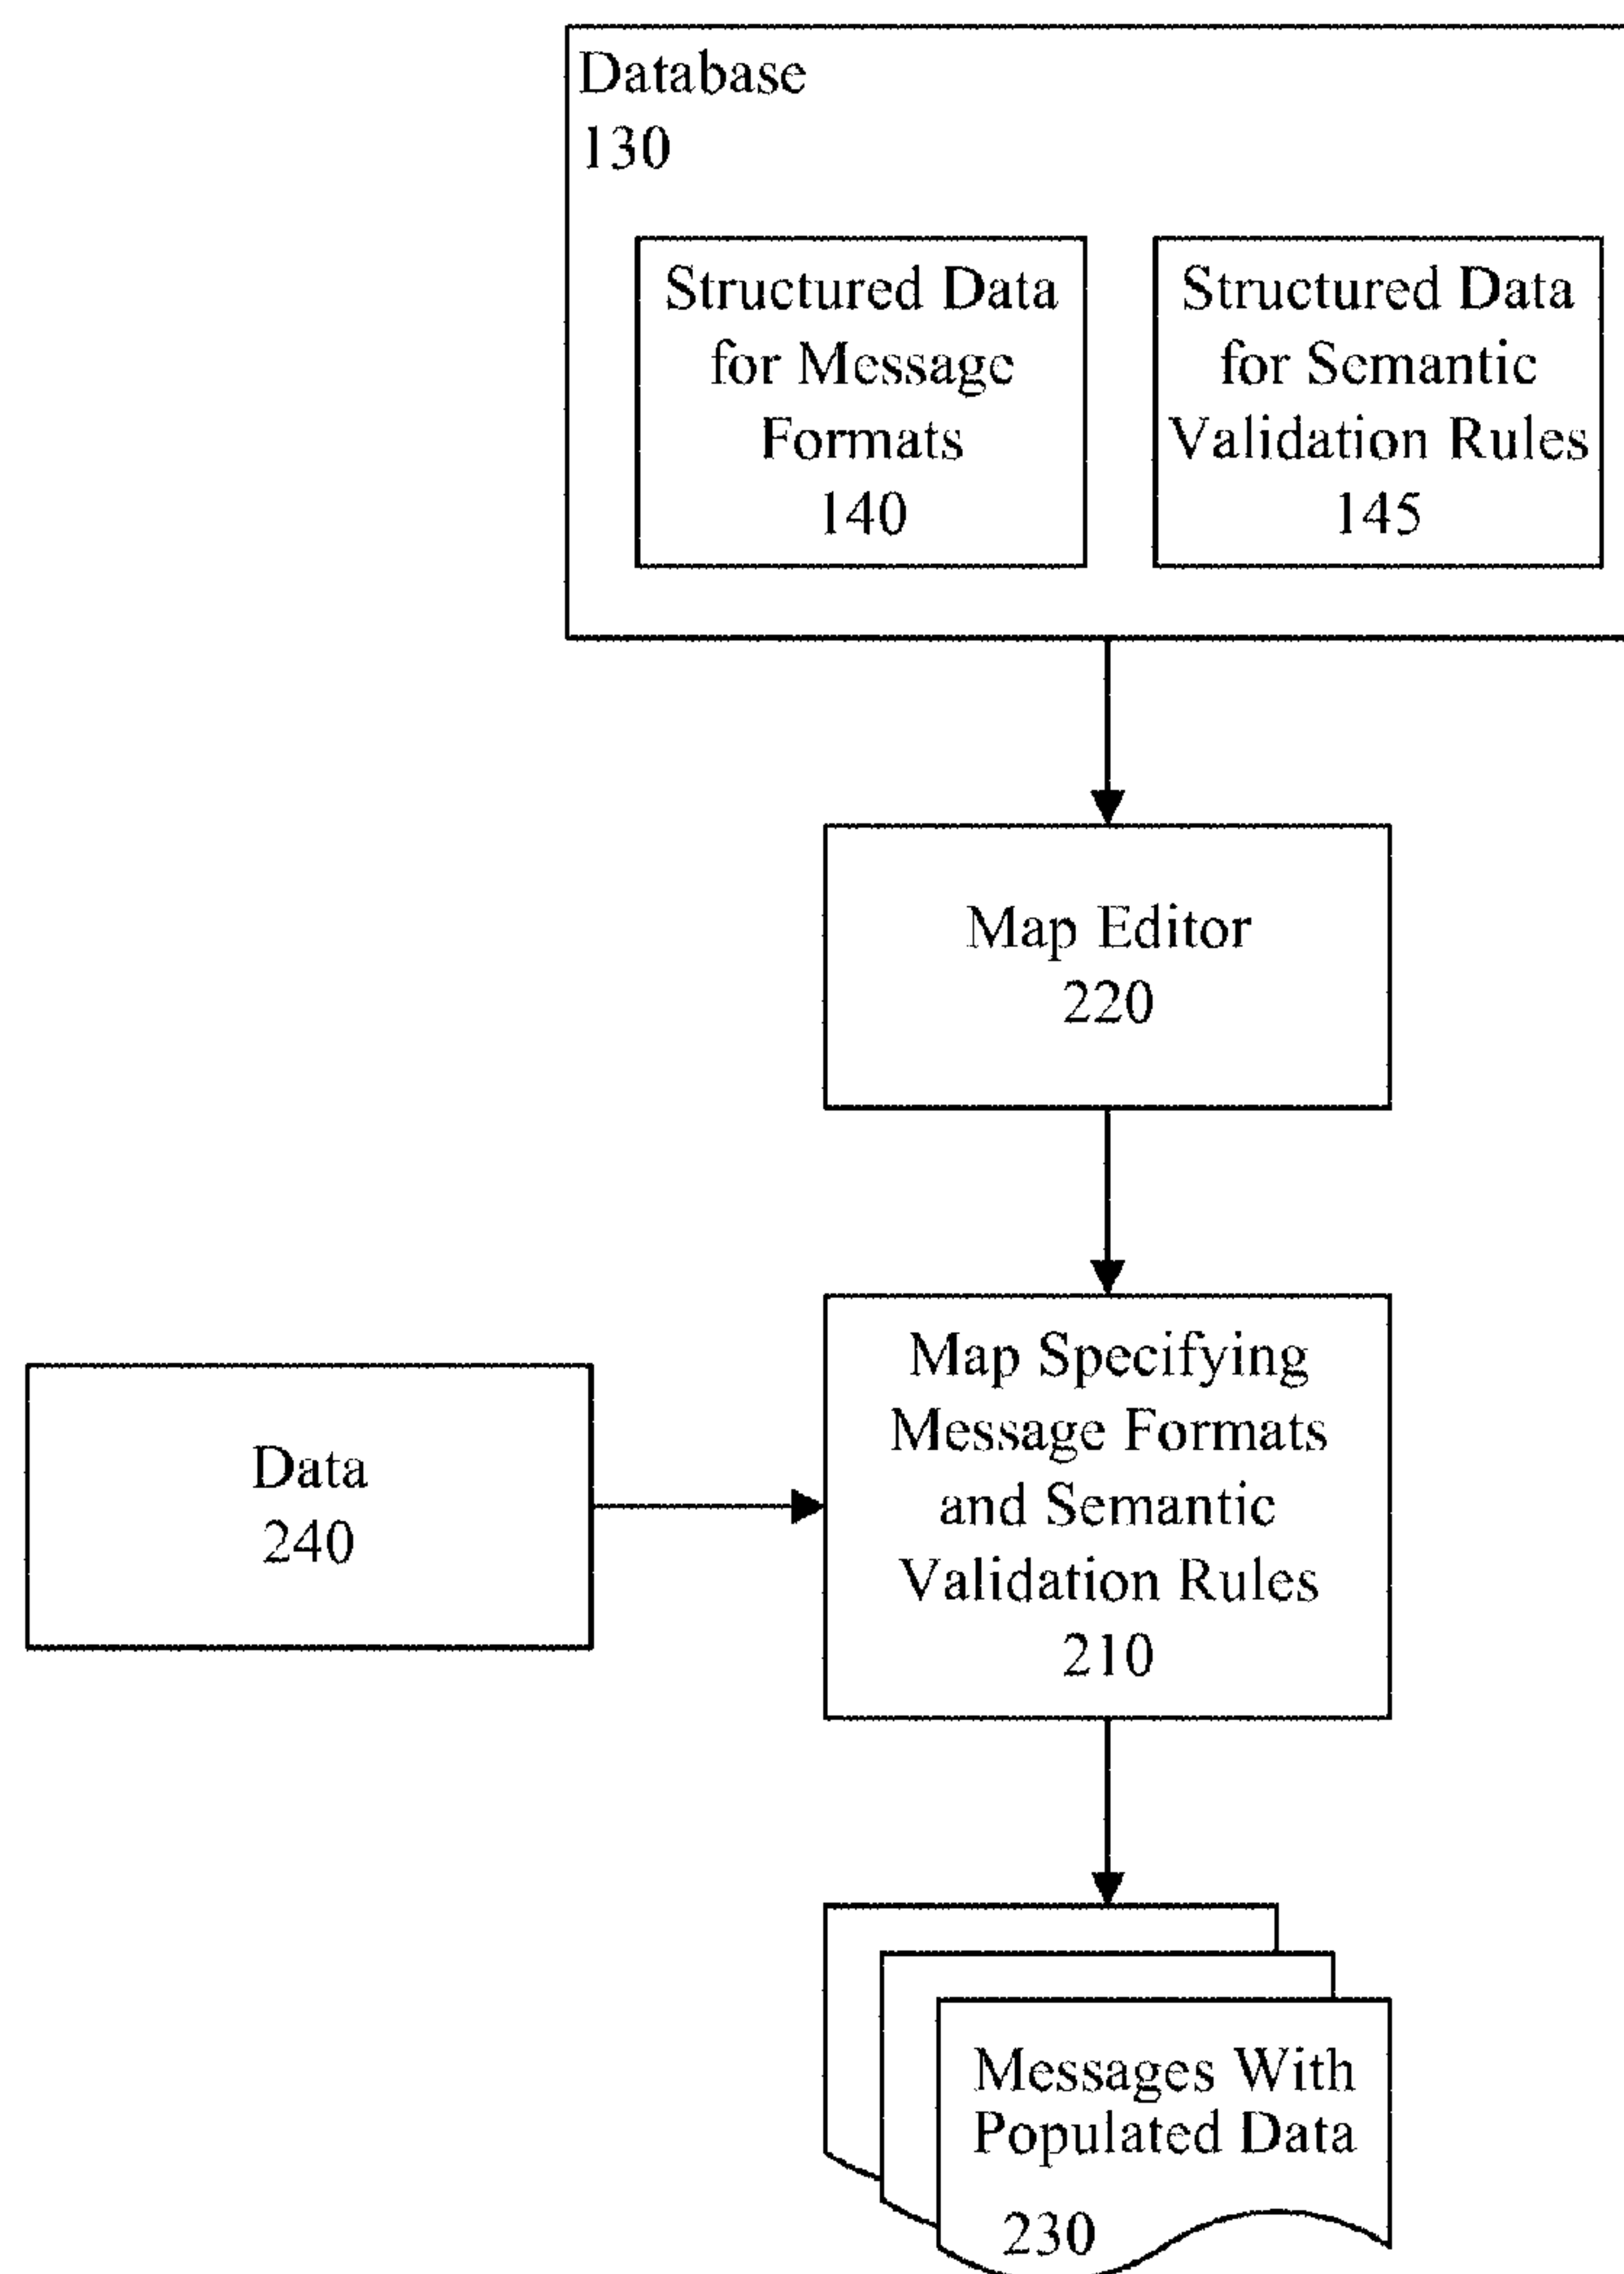 Database
130
Structured Data
for Message
Formats
140
Structured Data
for Semantic
Validation Rules
145
Map Editor
220
Data
240
Map Specifying
Message Formats
and Semantic
Validation Rules
210
Messages With
Populated Data
230